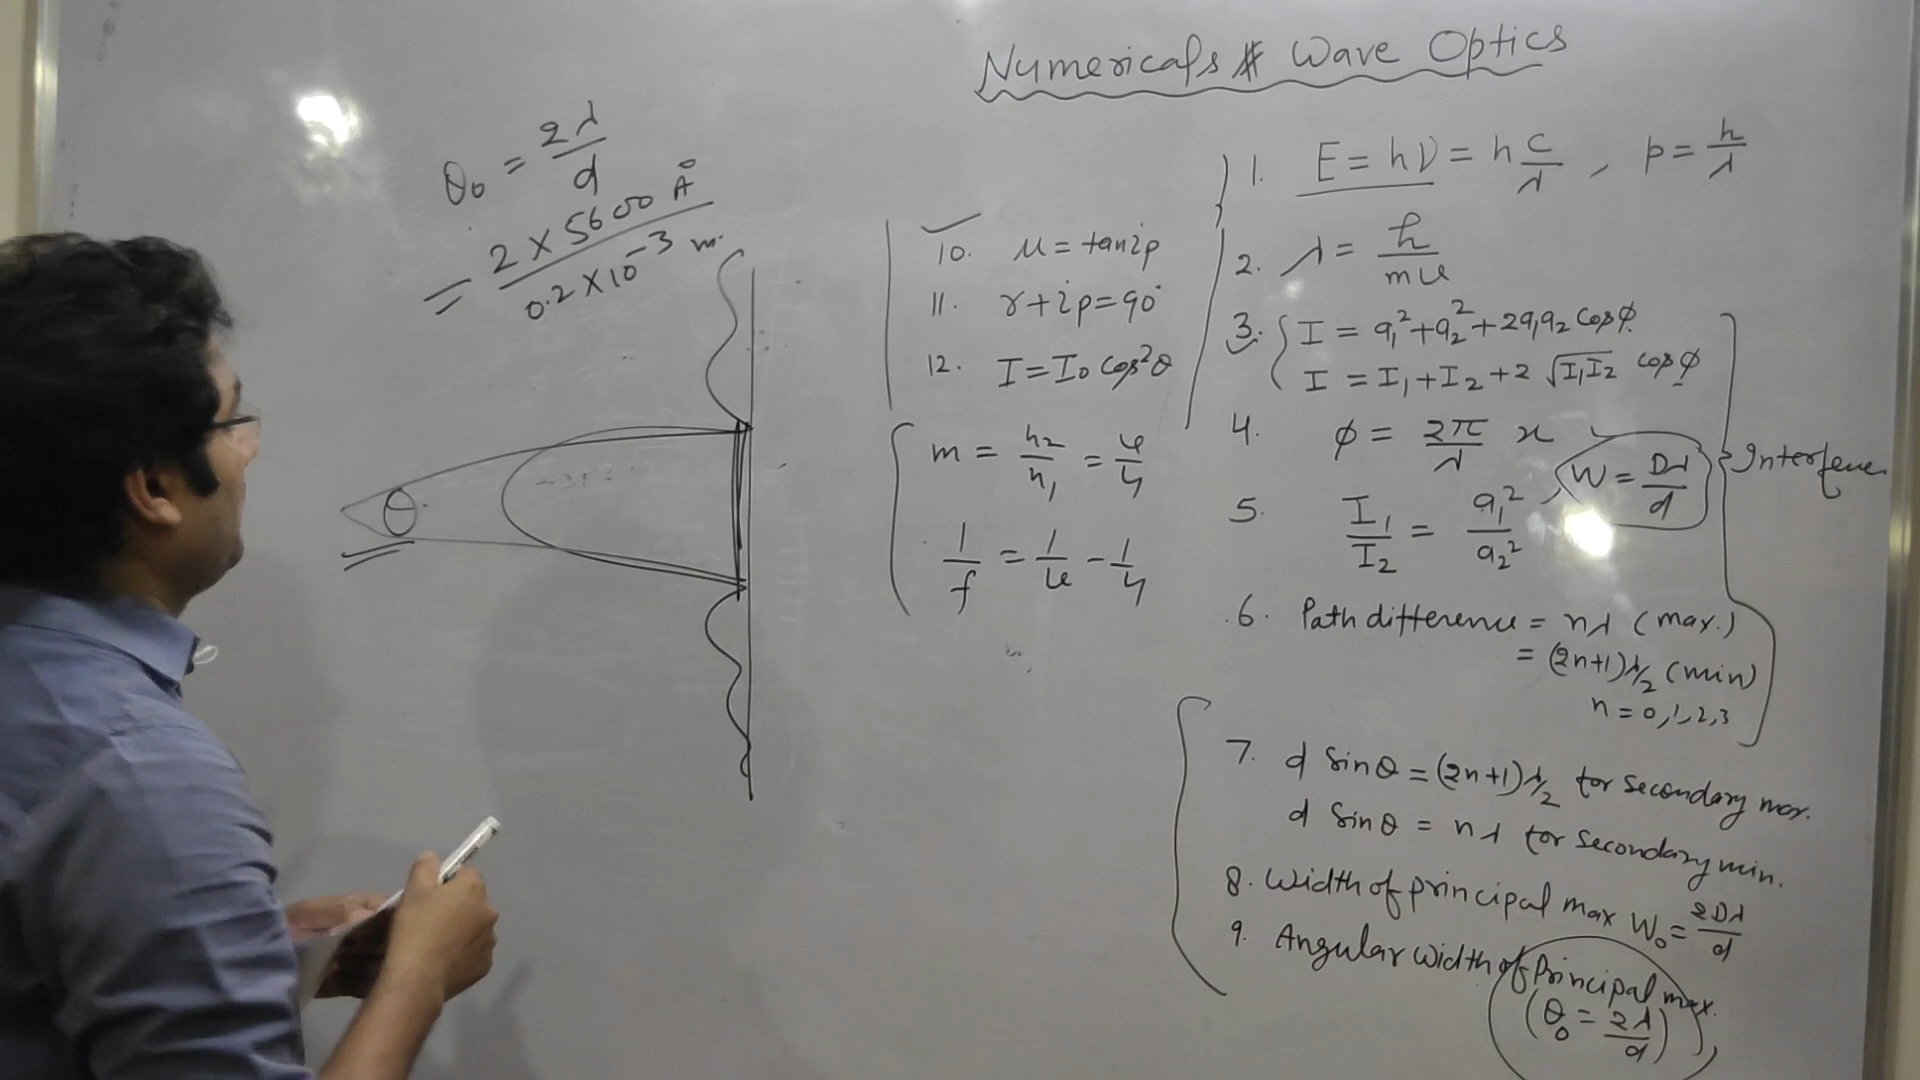 Numericals # Wave Optics
θ₀ = 2λ/d
= 2 × 5600 Å / 0.2 × 10⁻³ m.
θ
10. μ = tan ip
11. r + ip = 90°
12. I = I₀ cos²θ
m = h₂/h₁ = v/u
1/f = 1/v - 1/u
1. E = hν = h c/λ , p = h/λ
2. λ = h/mv
3. I = a₁² + a₂² + 2a₁a₂ cos φ.
I = I₁ + I₂ + 2 √I₁I₂ cos φ
4. φ = 2π/λ x
W = Dλ/d
5. I₁/I₂ = a₁²/a₂²
6. Path difference = nλ (max.)
= (2n+1) λ/2 (min)
n = 0, 1, 2, 3
7. d sin θ = (2n+1) λ/2 for secondary max.
d sin θ = nλ for secondary min.
8. Width of principal max W₀ = 2Dλ/d
9. Angular width of Principal max.
(θ₀ = 2λ/d)